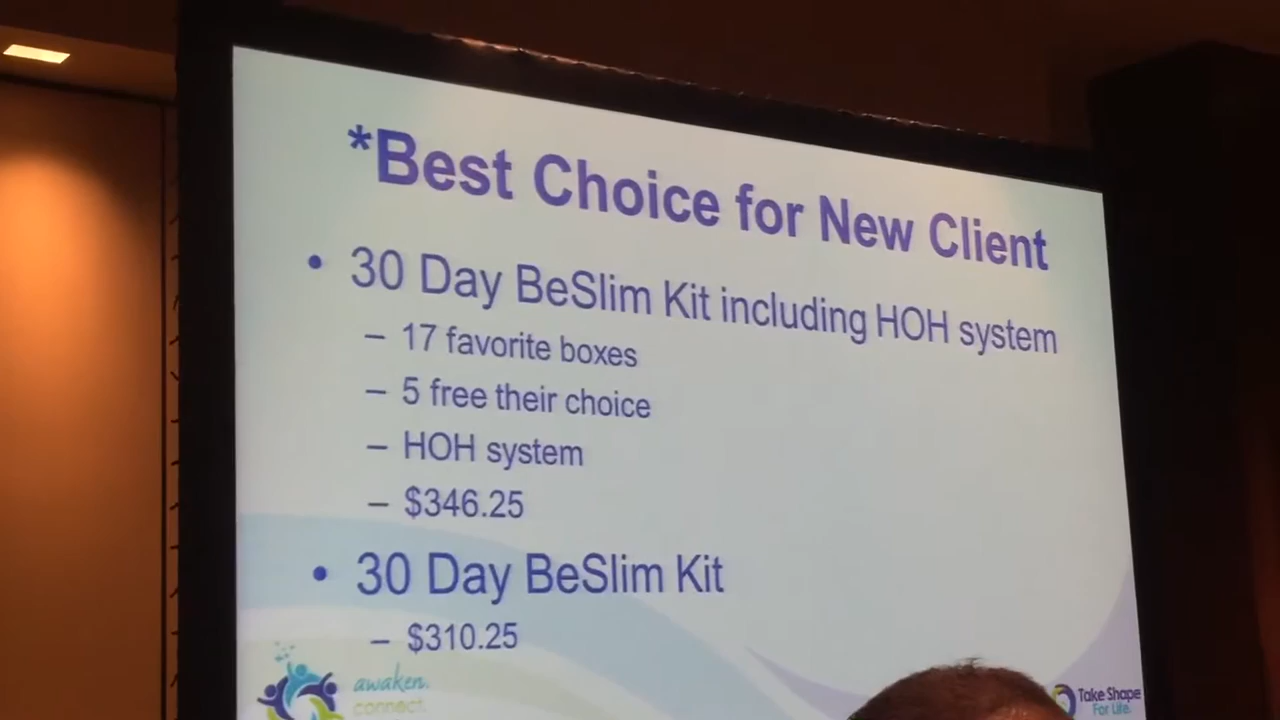 *Best Choice for New Client
• 30 Day BeSlim Kit including HOH system
– 17 favorite boxes
– 5 free their choice
– HOH system
– $346.25
• 30 Day BeSlim Kit
– $310.25
awaken.
connect.
Take Shape
For Life.